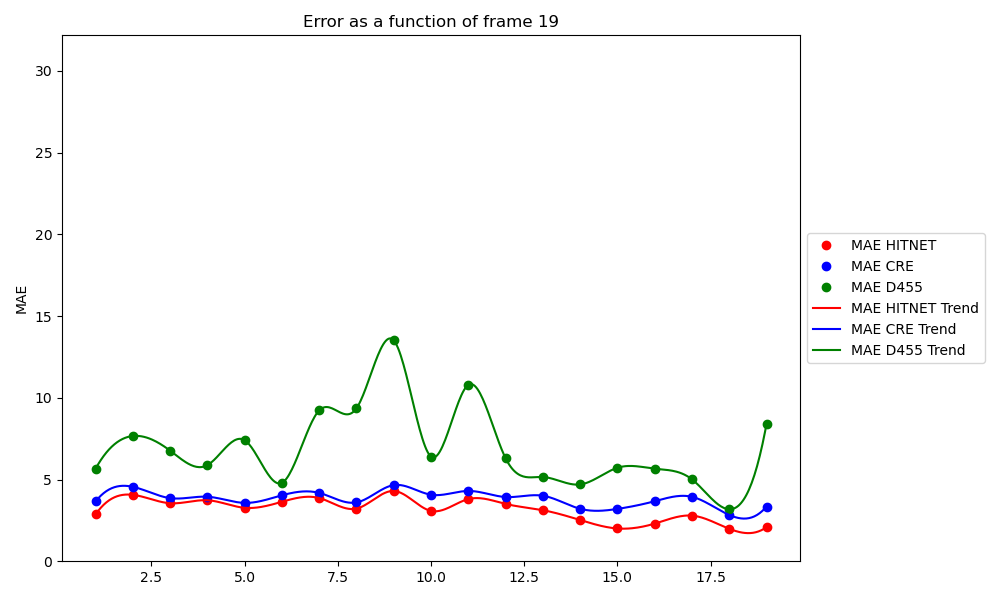 Error as a function of frame 19
MAE
30
25
20
15
10
5
0
2.5
5.0
7.5
10.0
12.5
15.0
17.5
MAE HITNET
MAE CRE
MAE D455
MAE HITNET Trend
MAE CRE Trend
MAE D455 Trend